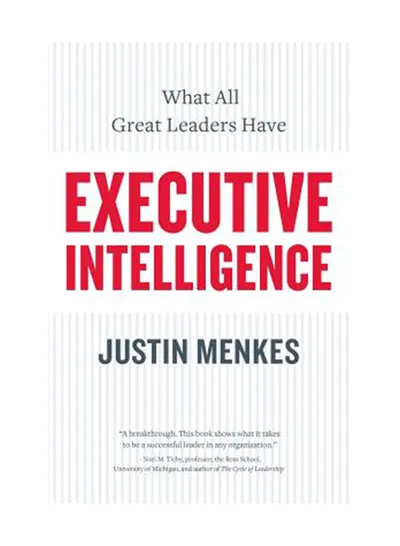 What All
Great Leaders Have
EXECUTIVE
INTELLIGENCE
JUSTIN MENKES
“A breakthrough. This book shows what it takes
to be a successful leader in any organization.”
—Noel M. Tichy, professor, the Ross School,
University of Michigan, and author of The Cycle of Leadership